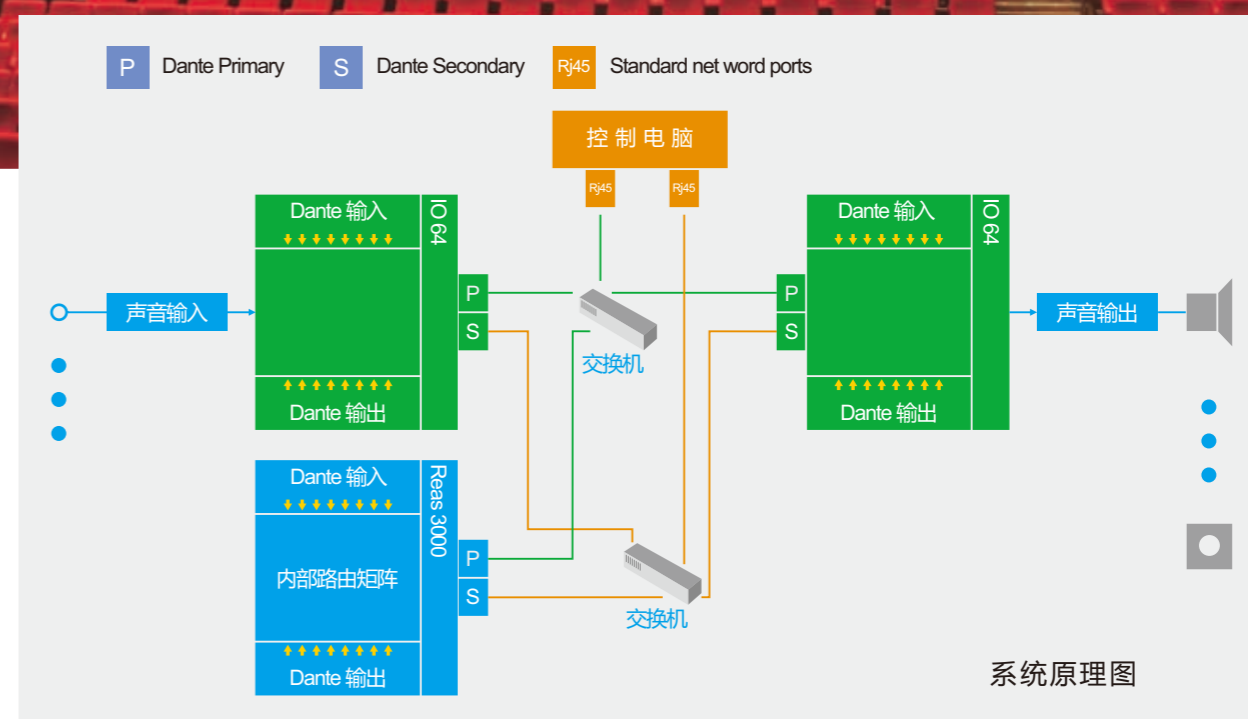 P Dante Primary S Dante Secondary Rj45 Standard net word ports
控制电脑
Rj45 Rj45
Dante 输入
IO 64
Dante 输出
P
S
声音输入
交换机
Dante 输入
IO 64
Dante 输出
P
S
声音输出
Dante 输入
Reas 3000
内部路由矩阵
Dante 输出
P
S
交换机
系统原理图